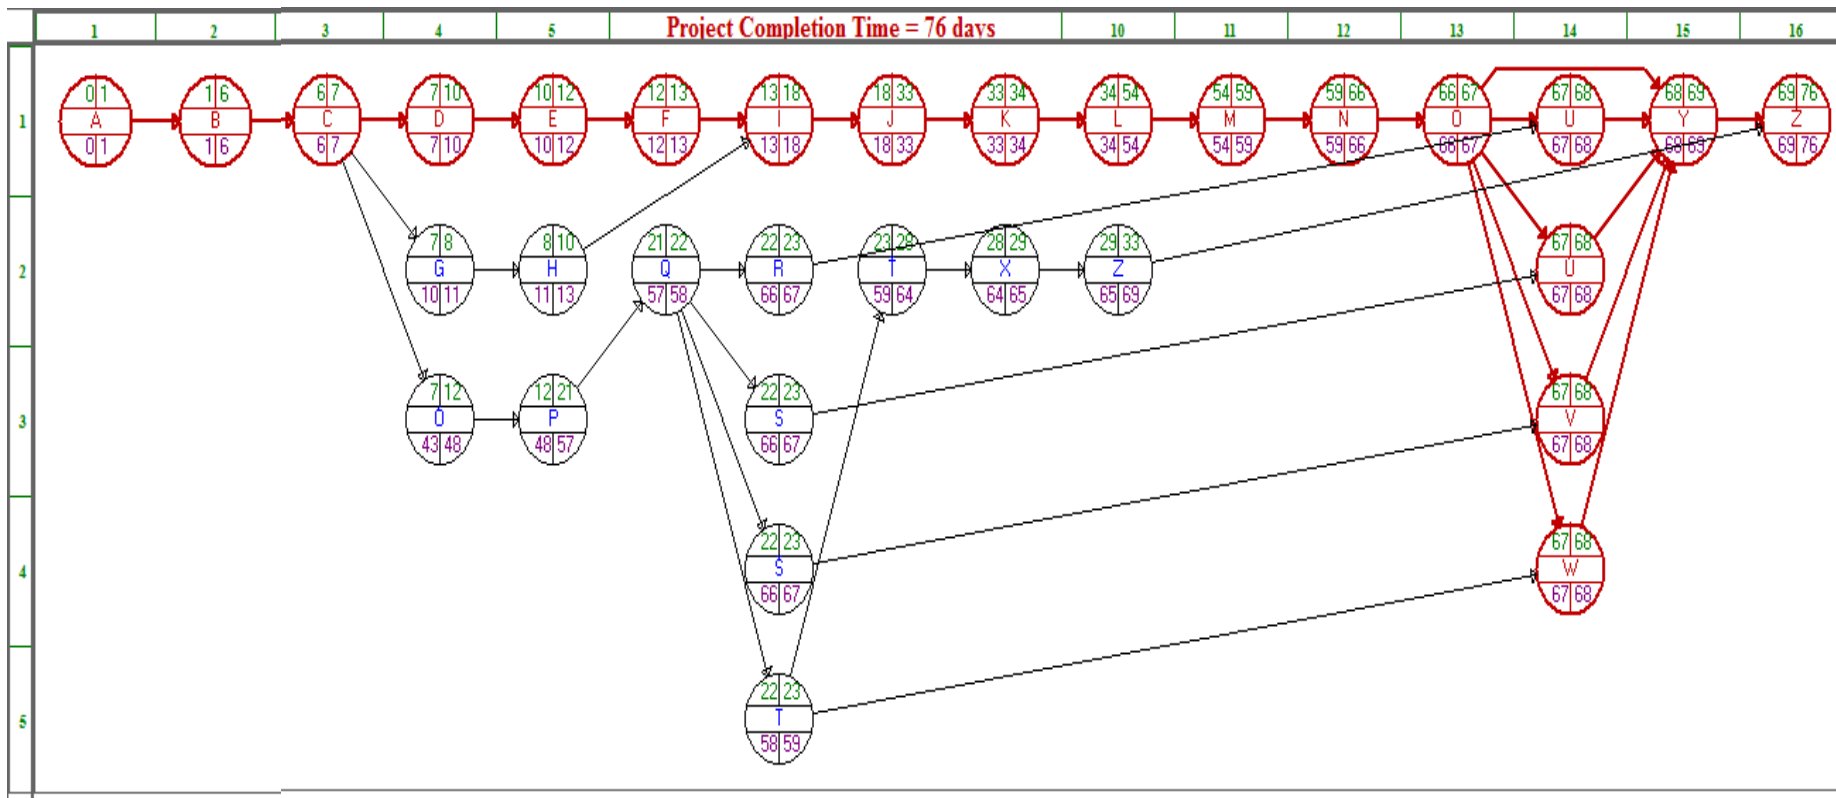 1 2 3 4 5 Project Completion Time = 76 days 10 11 12 13 14 15 16
1
0 1 1 6 6 7 7 10 10 12 12 13 13 18 18 33 33 34 34 54 54 59 59 66 66 67 67 68 68 69 69 76
A B C D E F I J K L M N O U Y Z
0 1 1 6 6 7 7 10 10 12 12 13 13 18 18 33 33 34 34 54 54 59 59 66 66 67 67 68 68 69 69 76
2
7 8 8 10 21 22 22 23 23 28 28 29 29 33 67 68
G H Q R T X Z U
10 11 11 13 57 58 66 67 59 64 64 65 65 69 67 68
3
7 12 12 21 22 23 67 68
O P S V
43 48 48 57 66 67 67 68
4
22 23 67 68
S W
66 67 67 68
5
22 23
T
58 59